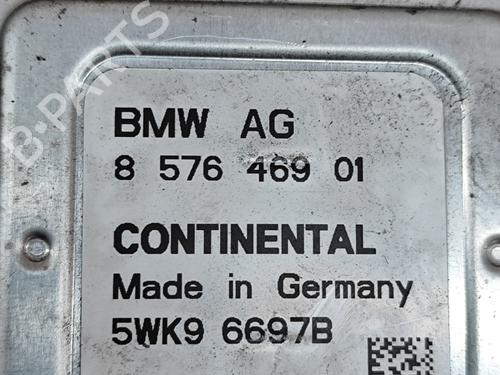 BMW AG
8 576 469 01
CONTINENTAL
Made in Germany
5WK9 6697B
B-PARTS